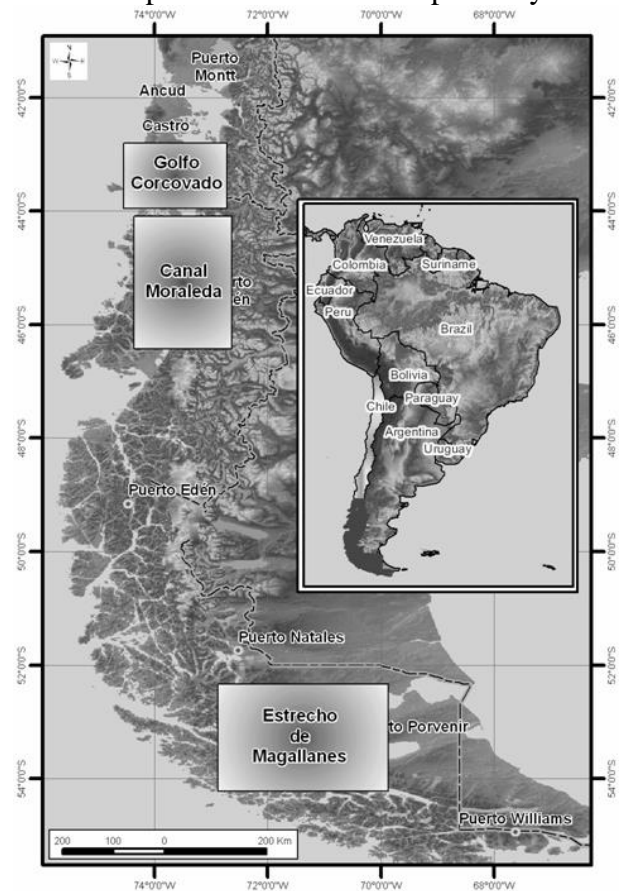 74°0'0"W 72°0'0"W 70°0'0"W 68°0'0"W
N
S
Puerto
Montt
42°0'0"S 42°0'0"S
Ancud
Castro
Golfo
Corcovado
44°0'0"S 44°0'0"S
Canal
Moraleda
rto
én
46°0'0"S 46°0'0"S
Venezuela
Colombia
Suriname
Ecuador
Peru
Brazil
Bolivia
Paraguay
Chile
Argentina
Uruguay
48°0'0"S 48°0'0"S
Puerto Edén
50°0'0"S 50°0'0"S
Puerto Natales
52°0'0"S 52°0'0"S
Estrecho
de
Magallanes
to Porvenir
54°0'0"S 54°0'0"S
Puerto Williams
200 100 0 200 Km
74°0'0"W 72°0'0"W 70°0'0"W 68°0'0"W